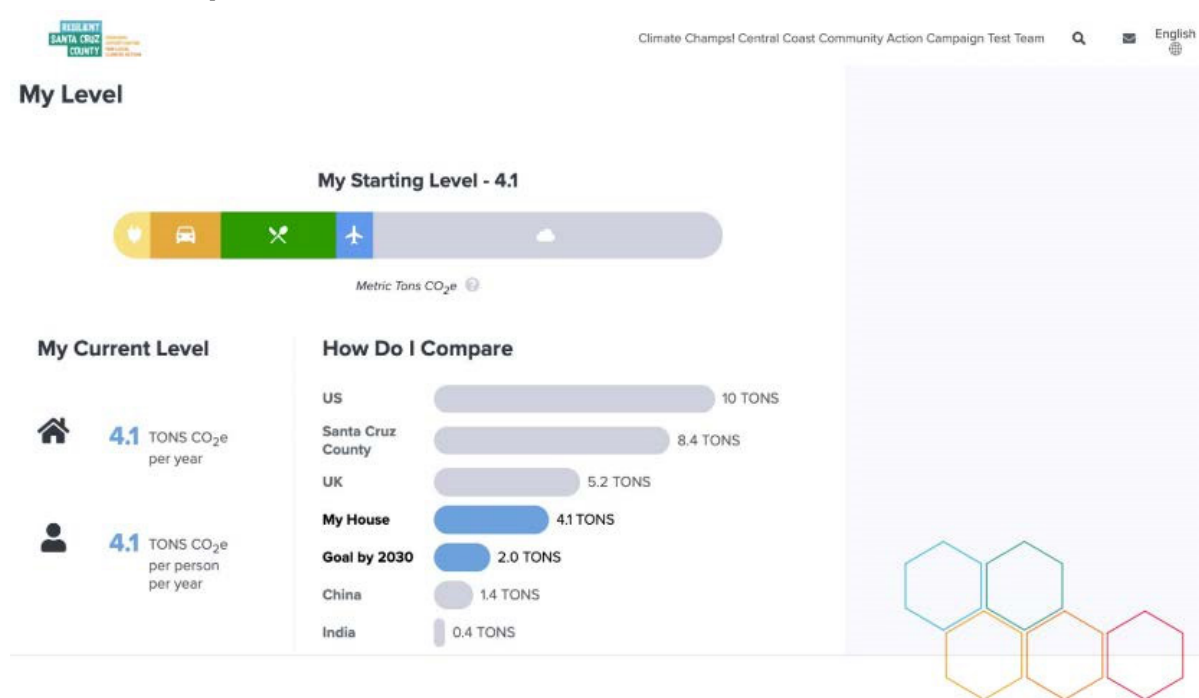 RESILIENT
SANTA CRUZ
COUNTY
Climate Champs! Central Coast Community Action Campaign Test Team
English
My Level
My Starting Level - 4.1
Metric Tons CO₂e ?
My Current Level
4.1 TONS CO₂e
per year
4.1 TONS CO₂e
per person
per year
How Do I Compare
US 10 TONS
Santa Cruz
County 8.4 TONS
UK 5.2 TONS
My House 4.1 TONS
Goal by 2030 2.0 TONS
China 1.4 TONS
India 0.4 TONS